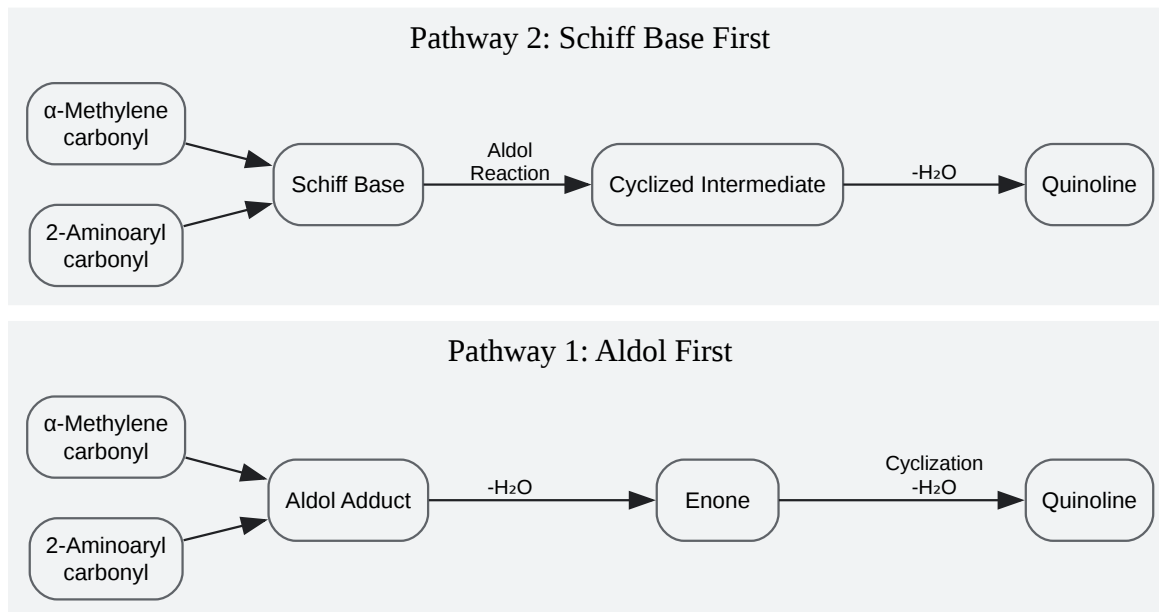 Pathway 2: Schiff Base First
α-Methylene
carbonyl
2-Aminoaryl
carbonyl
Schiff Base
Aldol
Reaction
Cyclized Intermediate
-H₂O
Quinoline
Pathway 1: Aldol First
α-Methylene
carbonyl
2-Aminoaryl
carbonyl
Aldol Adduct
-H₂O
Enone
Cyclization
-H₂O
Quinoline